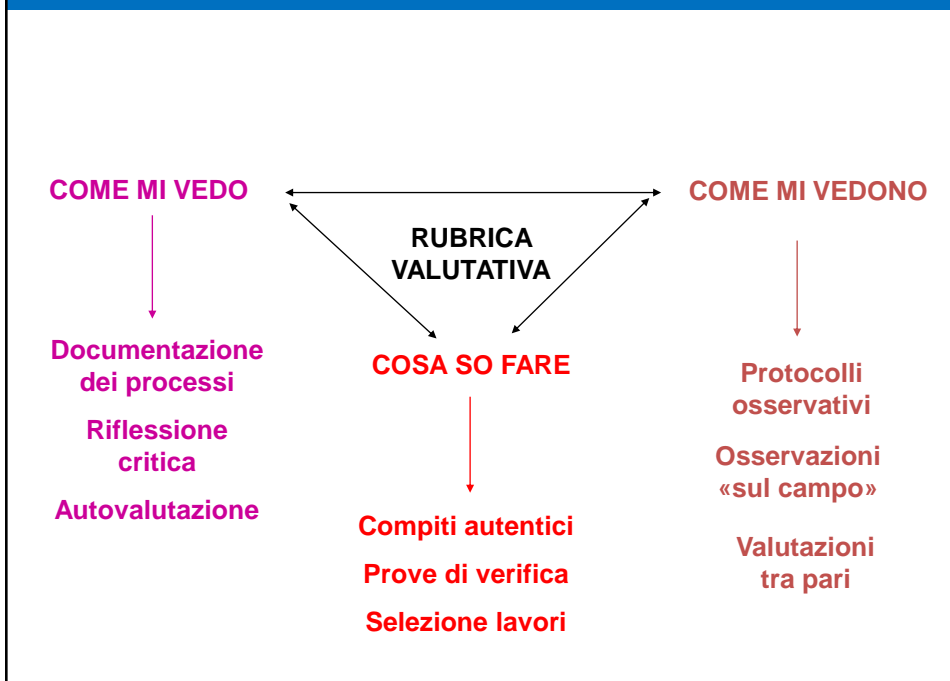 COME MI VEDO
COME MI VEDONO
RUBRICA
VALUTATIVA
Documentazione
dei processi
Riflessione
critica
Autovalutazione
COSA SO FARE
Compiti autentici
Prove di verifica
Selezione lavori
Protocolli
osservativi
Osservazioni
«sul campo»
Valutazioni
tra pari